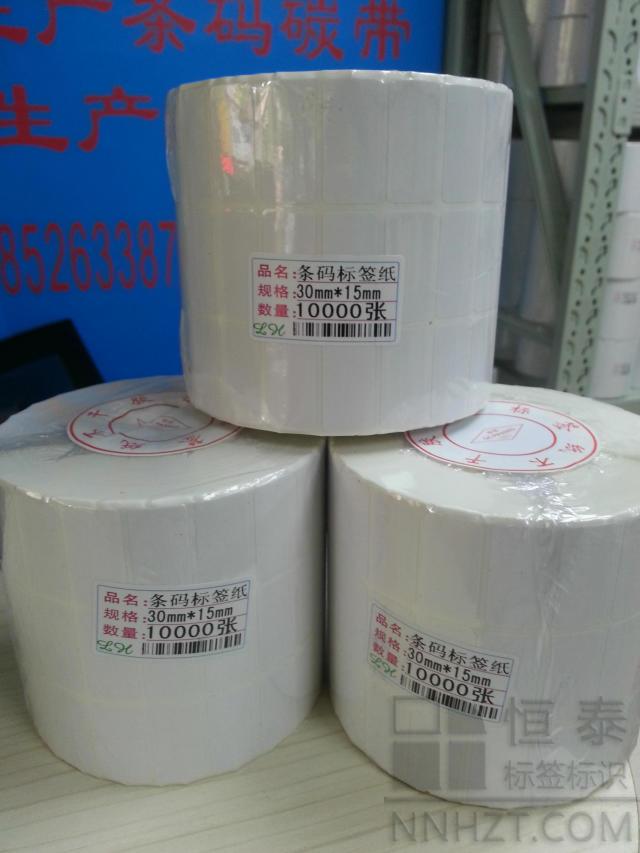 生产条码碳带
生产
8526338
品名:条码标签纸
规格:30mm*15mm
数量:10000张
品名:条码标签纸
规格:30mm*15mm
数量:10000张
品名:条码标签纸
规格:30mm*15mm
数量:10000张
恒泰
标签标识
NNHZT.COM